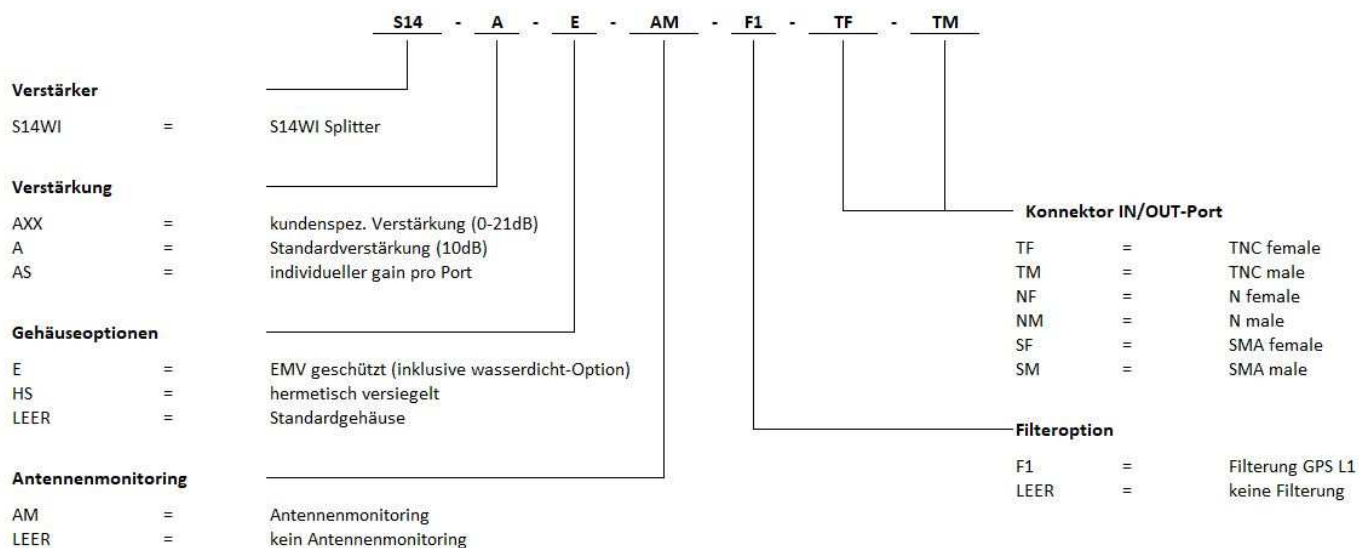 S14 - A - E - AM - F1 - TF - TM
Verstärker
S14WI = S14WI Splitter
Verstärkung
AXX = kundenspez. Verstärkung (0-21dB)
A = Standardverstärkung (10dB)
AS = individueller gain pro Port
Gehäuseoptionen
E = EMV geschützt (inklusive wasserdicht-Option)
HS = hermetisch versiegelt
LEER = Standardgehäuse
Antennenmonitoring
AM = Antennenmonitoring
LEER = kein Antennenmonitoring
Konnektor IN/OUT-Port
TF = TNC female
TM = TNC male
NF = N female
NM = N male
SF = SMA female
SM = SMA male
Filteroption
F1 = Filterung GPS L1
LEER = keine Filterung